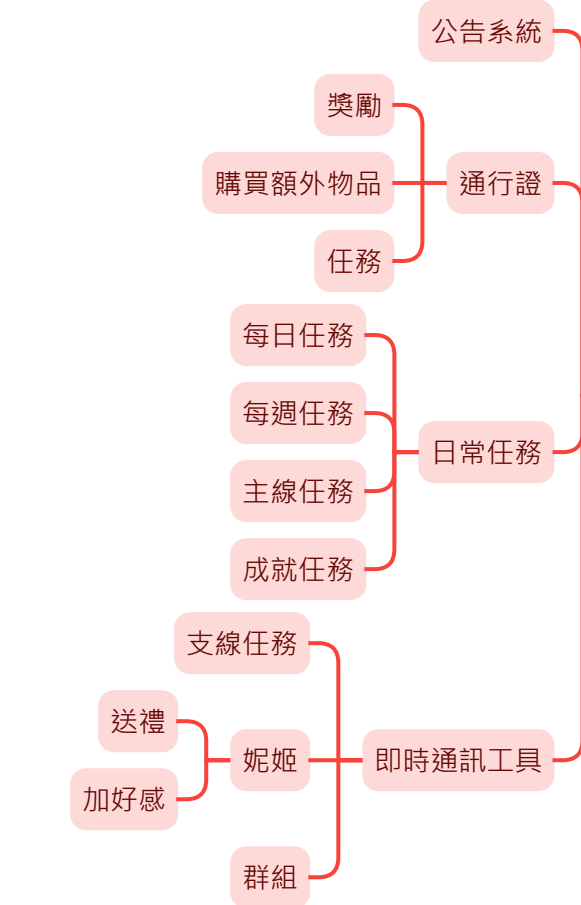 公告系統
獎勵
購買額外物品
通行證
任務
每日任務
每週任務
日常任務
主線任務
成就任務
支線任務
送禮
妮姬
即時通訊工具
加好感
群組